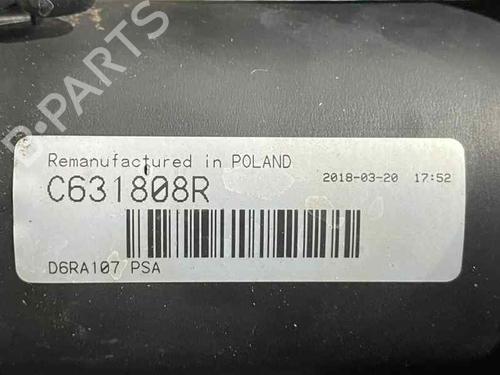 B-PARTS
Remanufactured in POLAND
C631808R
2018-03-20 17:52
D6RA107 PSA